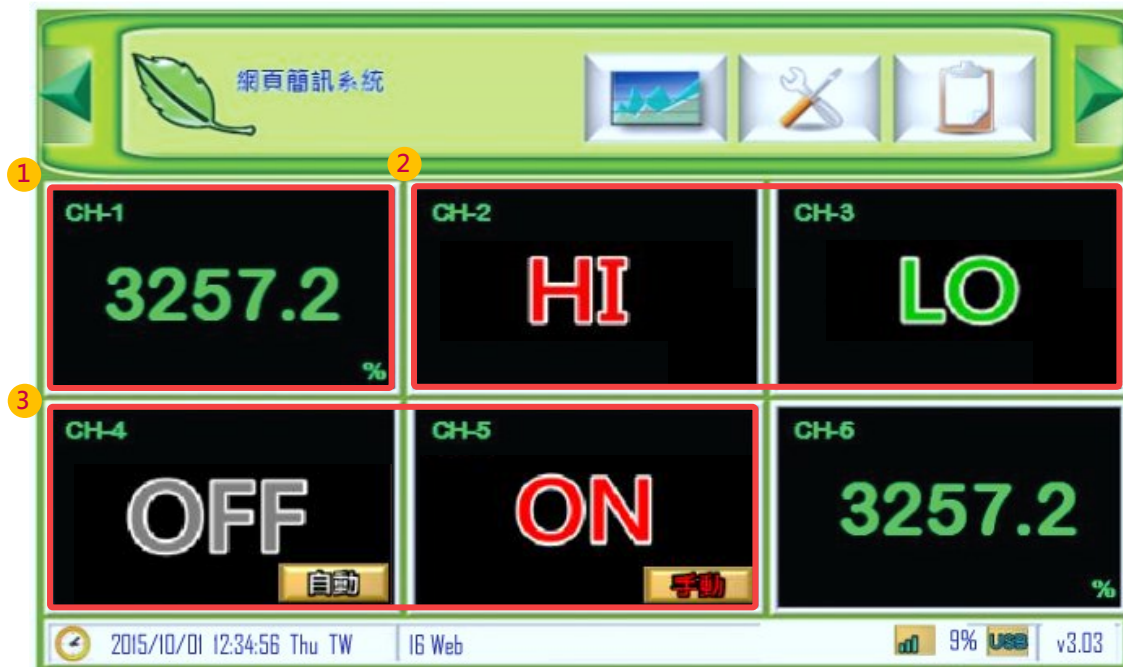 網頁簡訊系統
1
2
CH-1
CH-2
CH-3
3257.2
HI
LO
%
3
CH-4
CH-5
CH-6
OFF
ON
3257.2
自動
手動
%
2015/10/01 12:34:56 Thu TW
16 Web
9%
USB
v3.03